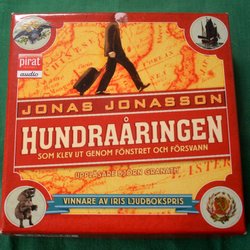 pirat
audio
JONAS JONASSON
HUNDRAÅRINGEN
SOM KLEV UT GENOM FÖNSTRET OCH FÖRSVANN
UPPLÄSARE BJÖRN GRANATH
VINNARE AV IRIS LJUDBOKSPRIS